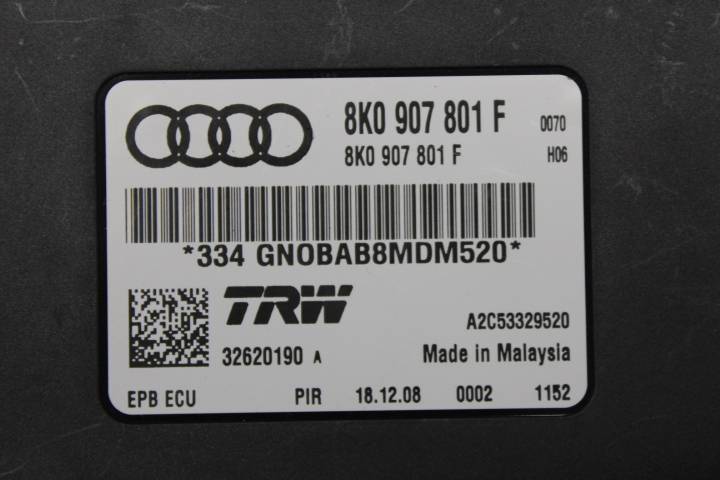 8K0 907 801 F 0070
8K0 907 801 F H06
*334 GNOBAB8MDM520*
TRW A2C53329520
32620190 A Made in Malaysia
EPB ECU PIR 18.12.08 0002 1152